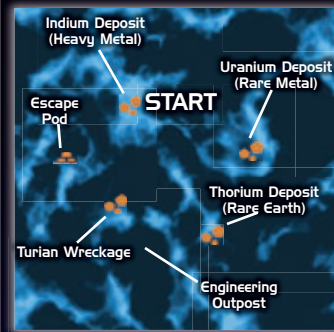 Indium Deposit
(Heavy Metal)
START
Uranium Deposit
(Rare Metal)
Escape
Pod
Thorium Deposit
(Rare Earth)
Turian Wreckage
Engineering
Outpost